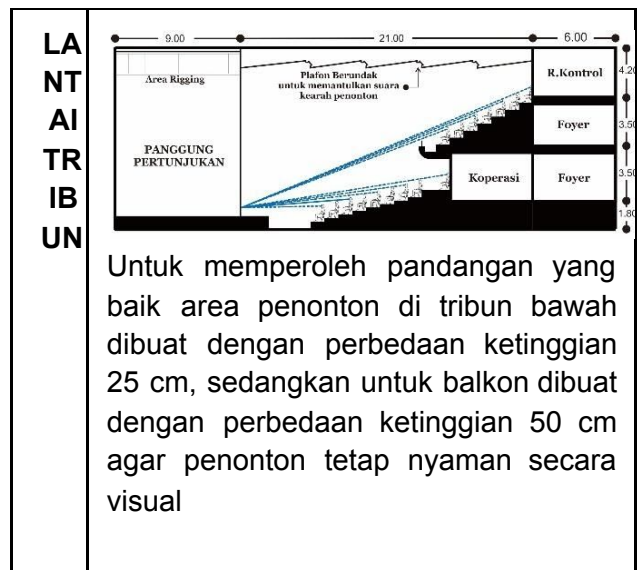 LA
NT
AI
TR
IB
UN
9.00 21.00 6.00
Area Rigging
Plafon Berundak
untuk memantulkan suara
kearah penonton
R.Kontrol
4.20
Foyer
3.50
PANGGUNG
PERTUNJUKAN
Koperasi
Foyer
3.50
1.80
Untuk memperoleh pandangan yang
baik area penonton di tribun bawah
dibuat dengan perbedaan ketinggian
25 cm, sedangkan untuk balkon dibuat
dengan perbedaan ketinggian 50 cm
agar penonton tetap nyaman secara
visual